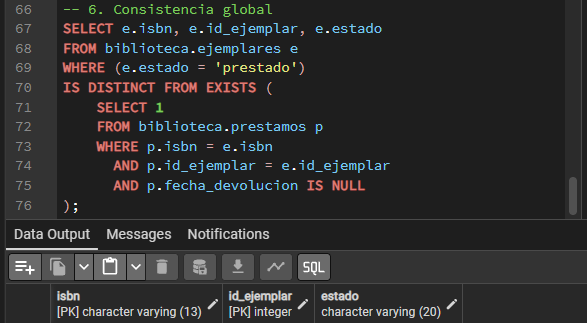 66 -- 6. Consistencia global
67 SELECT e.isbn, e.id_ejemplar, e.estado
68 FROM biblioteca.ejemplares e
69 WHERE (e.estado = 'prestado')
70 IS DISTINCT FROM EXISTS (
71 SELECT 1
72 FROM biblioteca.prestamos p
73 WHERE p.isbn = e.isbn
74 AND p.id_ejemplar = e.id_ejemplar
75 AND p.fecha_devolucion IS NULL
76 );
Data Output Messages Notifications
SQL
isbn id_ejemplar estado
[PK] character varying (13) [PK] integer character varying (20)